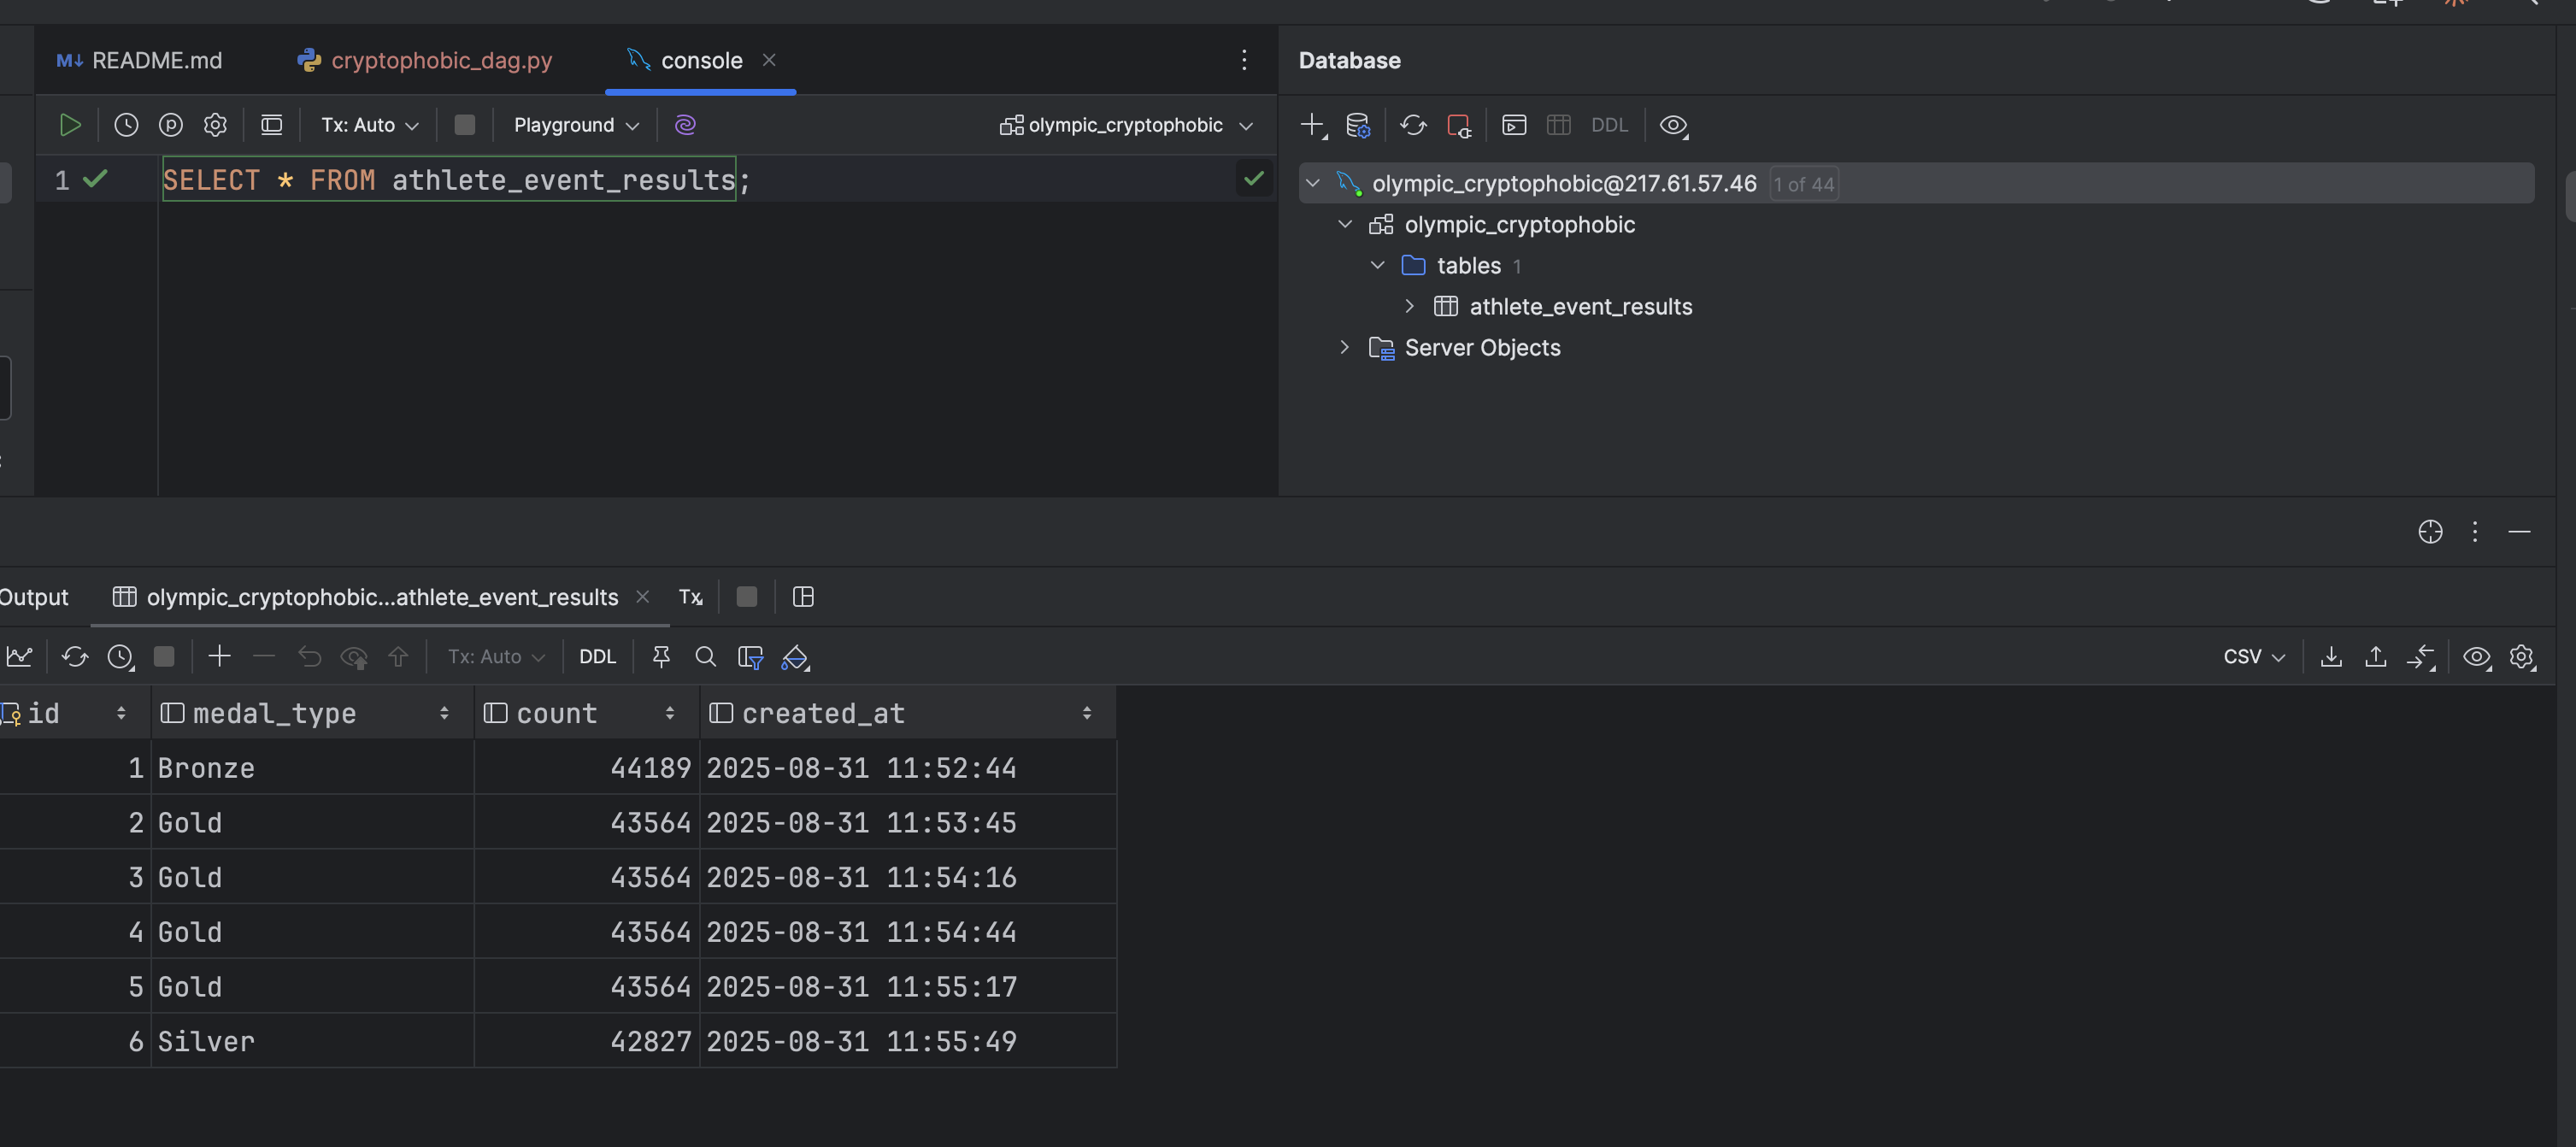 README.md
cryptophobic_dag.py
console
Database
Tx: Auto
Playground
olympic_cryptophobic
DDL
1 SELECT * FROM athlete_event_results;
olympic_cryptophobic@217.61.57.46 1 of 44
olympic_cryptophobic
tables 1
athlete_event_results
Server Objects
Output
olympic_cryptophobic...athlete_event_results
Tx
Tx: Auto
DDL
CSV
id medal_type count created_at
1 Bronze 44189 2025-08-31 11:52:44
2 Gold 43564 2025-08-31 11:53:45
3 Gold 43564 2025-08-31 11:54:16
4 Gold 43564 2025-08-31 11:54:44
5 Gold 43564 2025-08-31 11:55:17
6 Silver 42827 2025-08-31 11:55:49